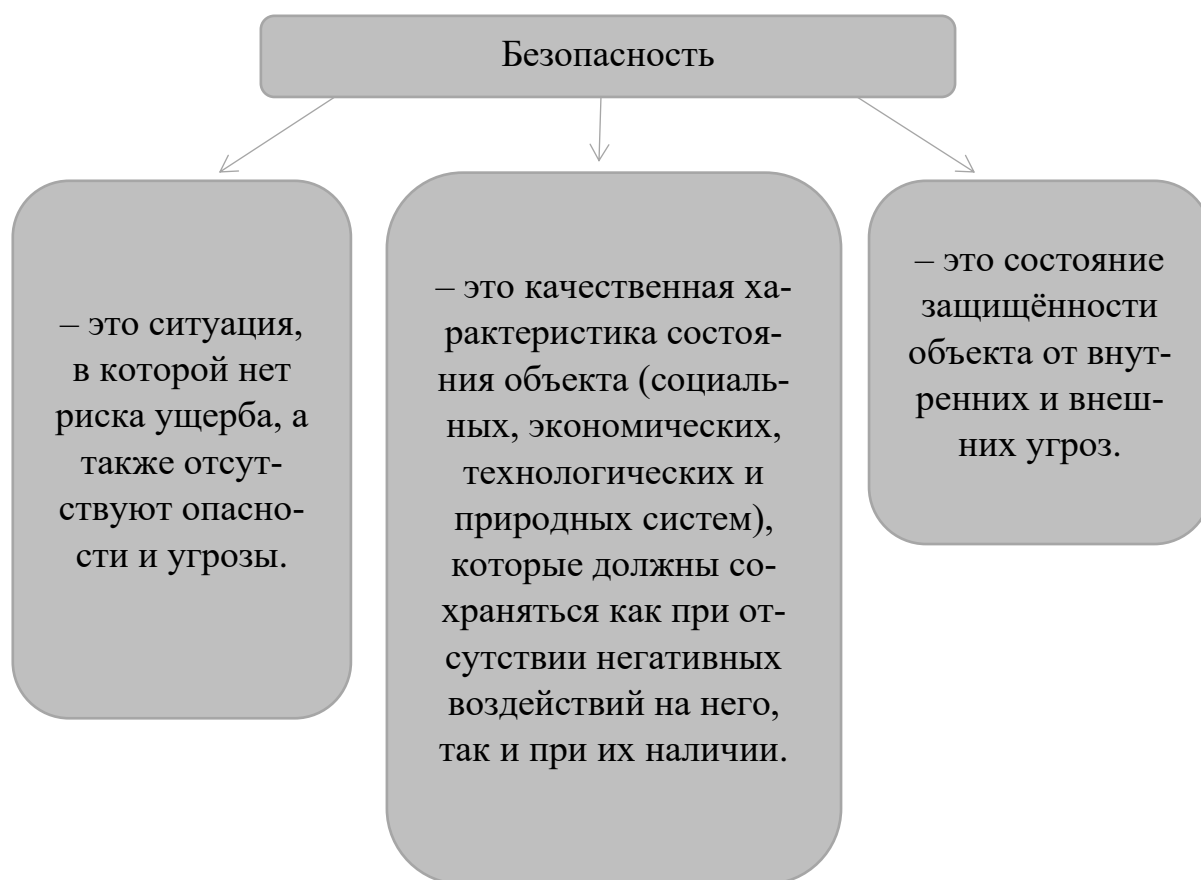 Безопасность
– это ситуация,
в которой нет
риска ущерба, а
также отсут-
ствуют опасно-
сти и угрозы.
– это качественная ха-
рактеристика состоя-
ния объекта (социаль-
ных, экономических,
технологических и
природных систем),
которые должны со-
храняться как при от-
сутствии негативных
воздействий на него,
так и при их наличии.
– это состояние
защищённости
объекта от внут-
ренних и внеш-
них угроз.